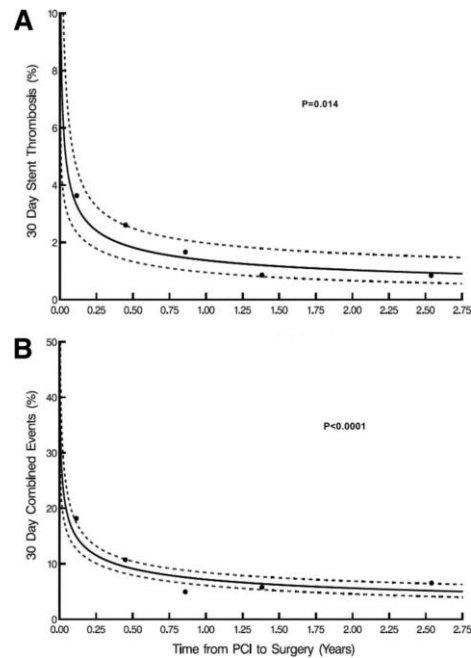 A
10
8
6
4
2
0
30 Day Stent Thrombosis (%)
P=0.014
0.00 0.25 0.50 0.75 1.00 1.25 1.50 1.75 2.00 2.25 2.50 2.75
B
50
40
30
20
10
0
30 Day Combined Events (%)
P<0.0001
0.00 0.25 0.50 0.75 1.00 1.25 1.50 1.75 2.00 2.25 2.50 2.75
Time from PCI to Surgery (Years)